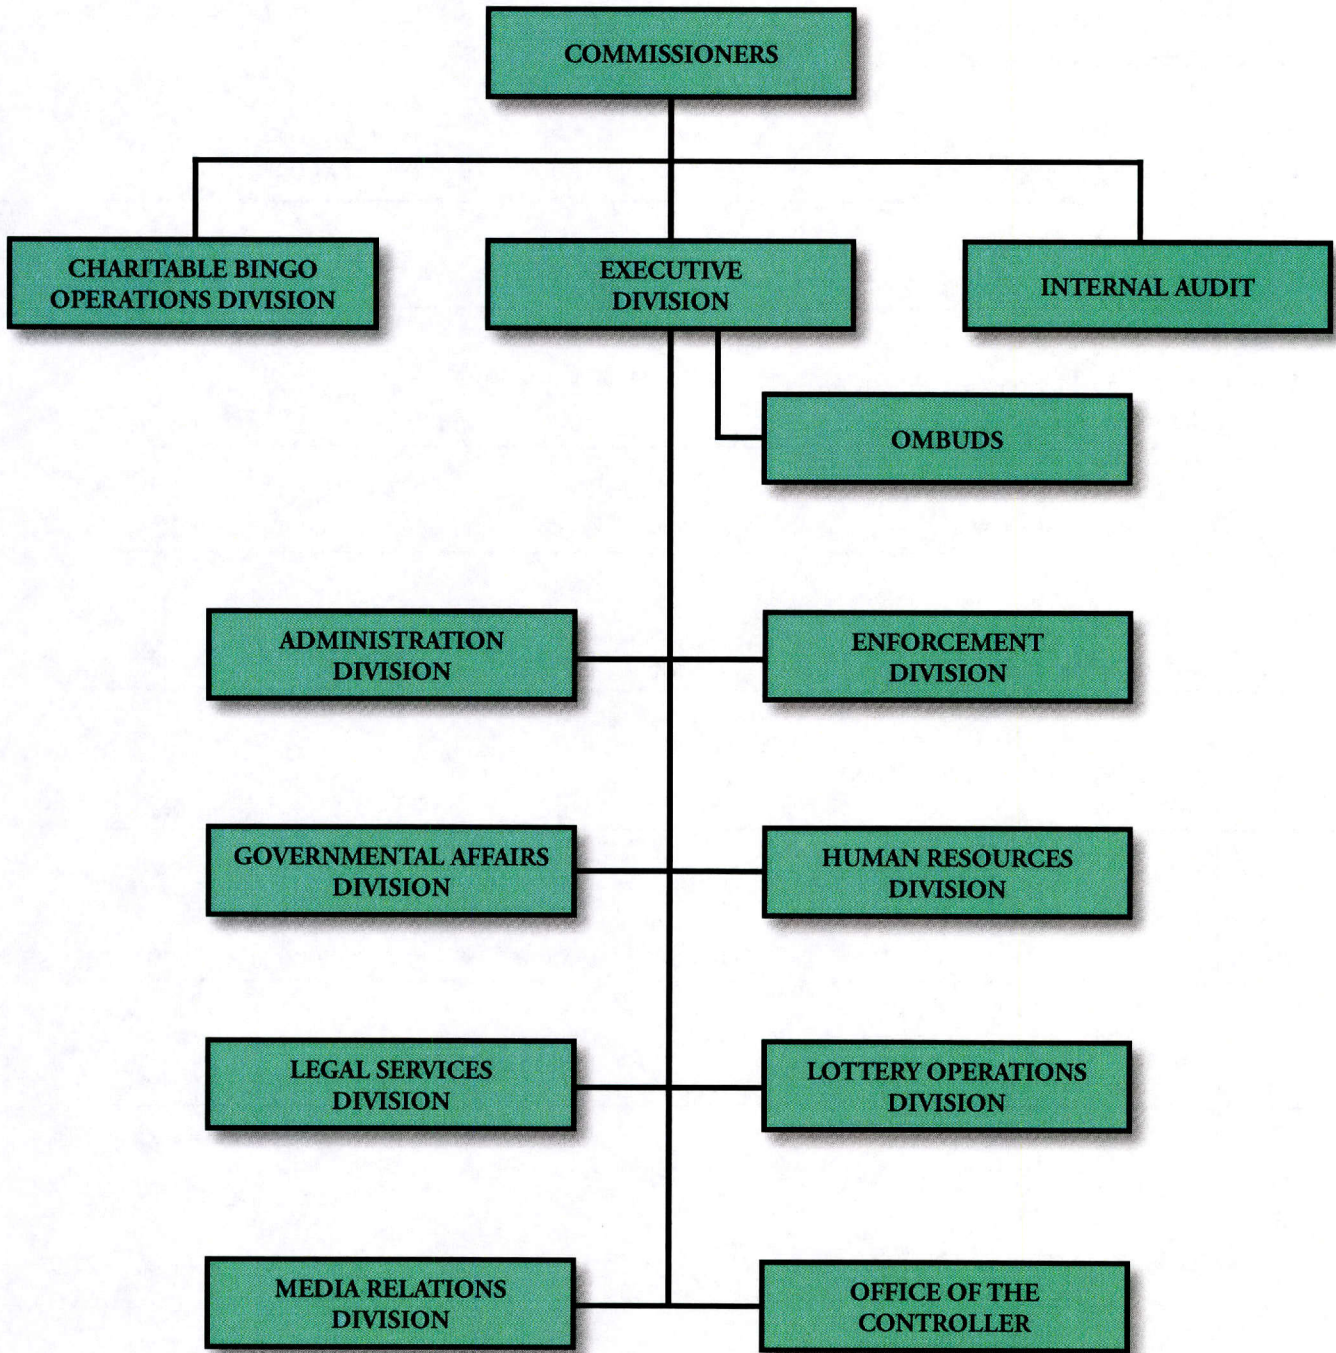 COMMISSIONERS
CHARITABLE BINGO
OPERATIONS DIVISION
EXECUTIVE
DIVISION
INTERNAL AUDIT
OMBUDS
ADMINISTRATION
DIVISION
ENFORCEMENT
DIVISION
GOVERNMENTAL AFFAIRS
DIVISION
HUMAN RESOURCES
DIVISION
LEGAL SERVICES
DIVISION
LOTTERY OPERATIONS
DIVISION
MEDIA RELATIONS
DIVISION
OFFICE OF THE
CONTROLLER